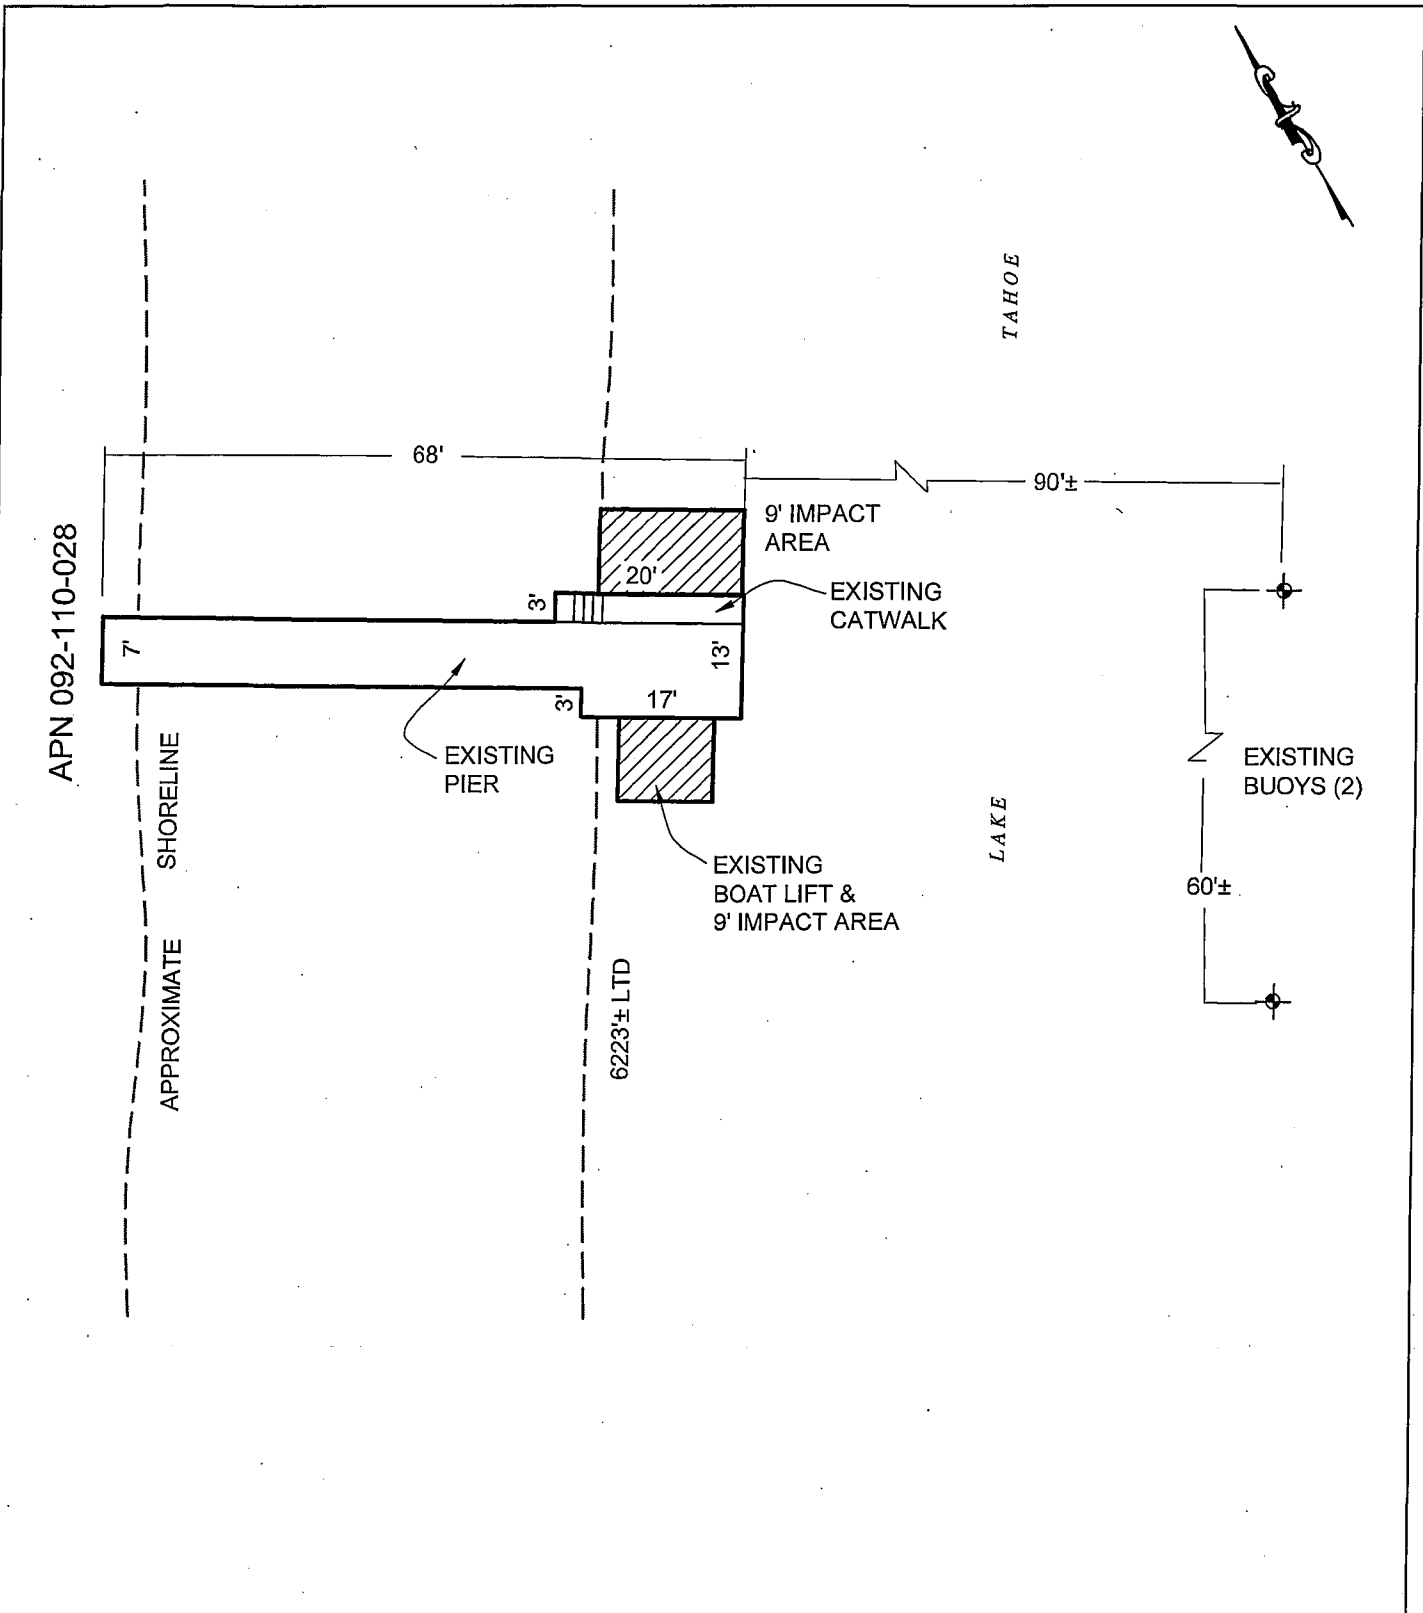 TAHOE
68'
90'±
9' IMPACT
AREA
APN 092-110-028
20'
3'
EXISTING
CATWALK
7'
13'
3'
17'
EXISTING
PIER
SHORELINE
EXISTING
BUOYS (2)
LAKE
EXISTING
BOAT LIFT &
9' IMPACT AREA
60'±
APPROXIMATE
6223'± LTD